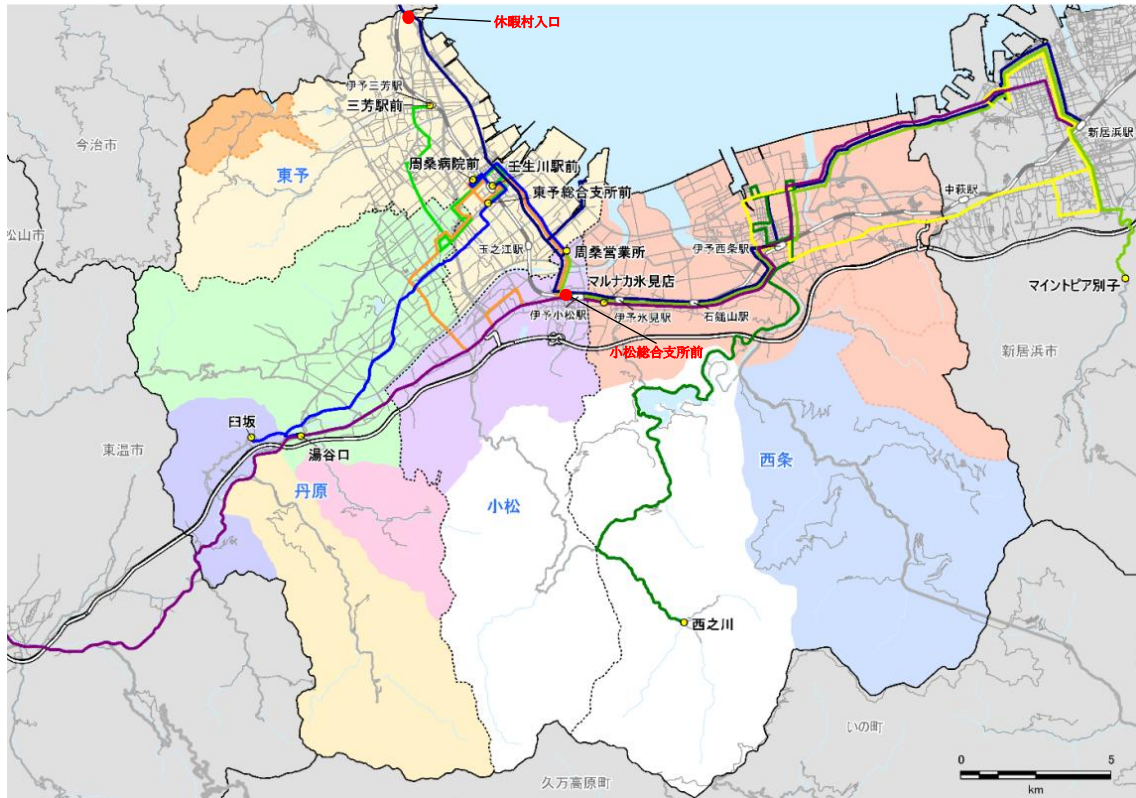 休暇村入口
伊予三芳駅
三芳駅前
新居浜駅
今治市
周桑病院前
壬生川駅前
東予
東予総合支所前
中萩駅
松山市
玉之江駅
周桑営業所
伊予西条駅
マルナカ氷見店
マイントピア別子
伊予小松駅
伊予氷見駅
石鎚山駅
小松総合支所前
新居浜市
臼坂
東温市
湯谷口
西条
丹原
小松
西之川
いの町
久万高原町
0
5
km